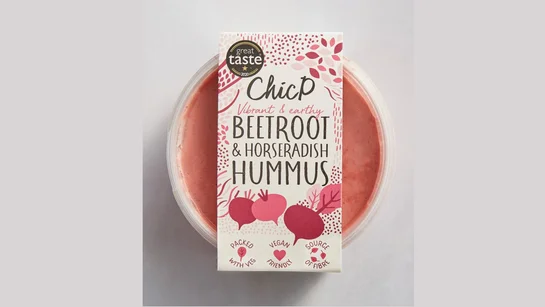 great
taste
ChicP
Vibrant & earthy
BEETROOT
& HORSERADISH
HUMMUS
PACKED
WITH VEG
VEGAN
FRIENDLY
SOURCE
OF FIBRE